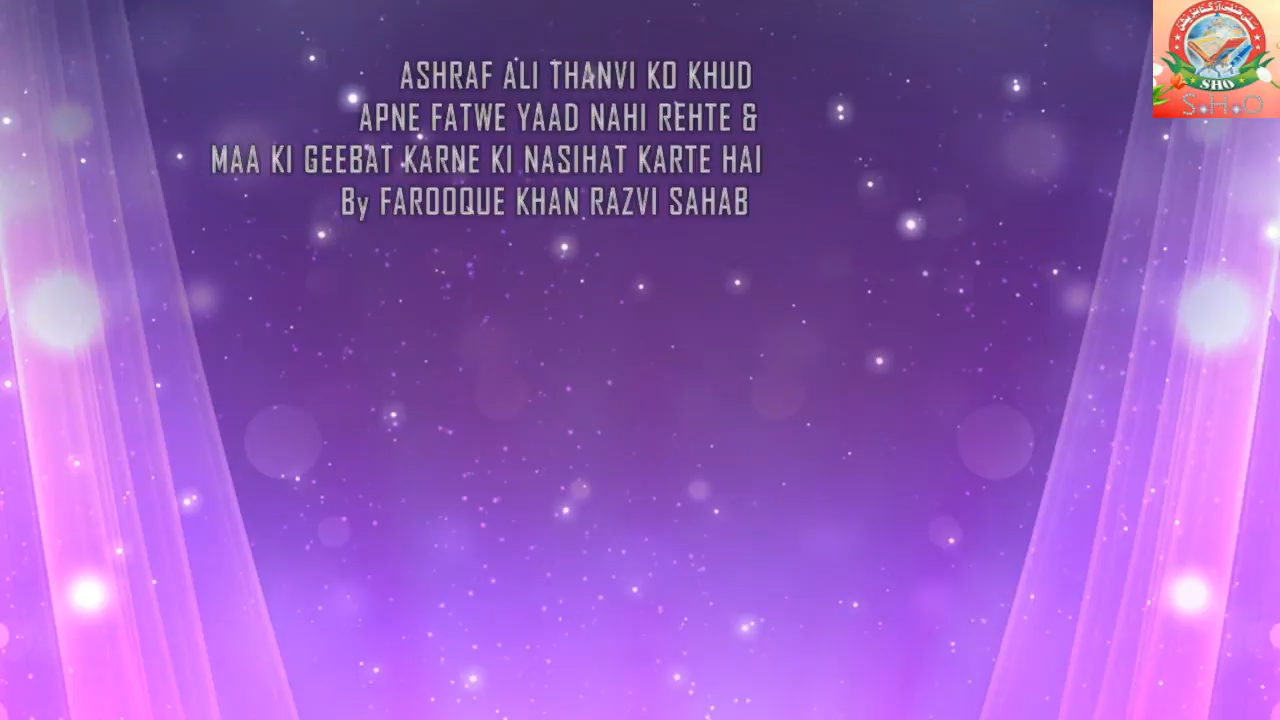 ASHRAF ALI THANVI KO KHUD
APNE FATWE YAAD NAHI REHTE &
MAA KI GEEBAT KARNE KI NASIHAT KARTE HAI
By FAROOQUE KHAN RAZVI SAHAB
SHO
S.H.O